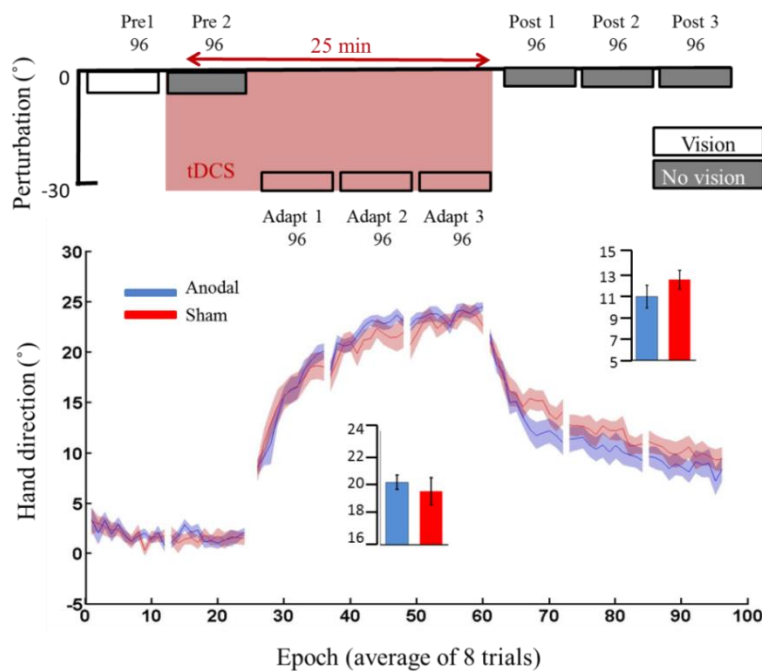 Pre1 Pre 2 Post 1 Post 2 Post 3
96 96 25 min 96 96 96
Perturbation (˚)
0
-30
tDCS
Vision
No vision
Adapt 1 Adapt 2 Adapt 3
96 96 96
Hand direction (˚)
30
25
20
15
10
5
0
-5
Anodal
Sham
15
13
11
9
7
5
24
22
20
18
16
0 10 20 30 40 50 60 70 80 90 100
Epoch (average of 8 trials)